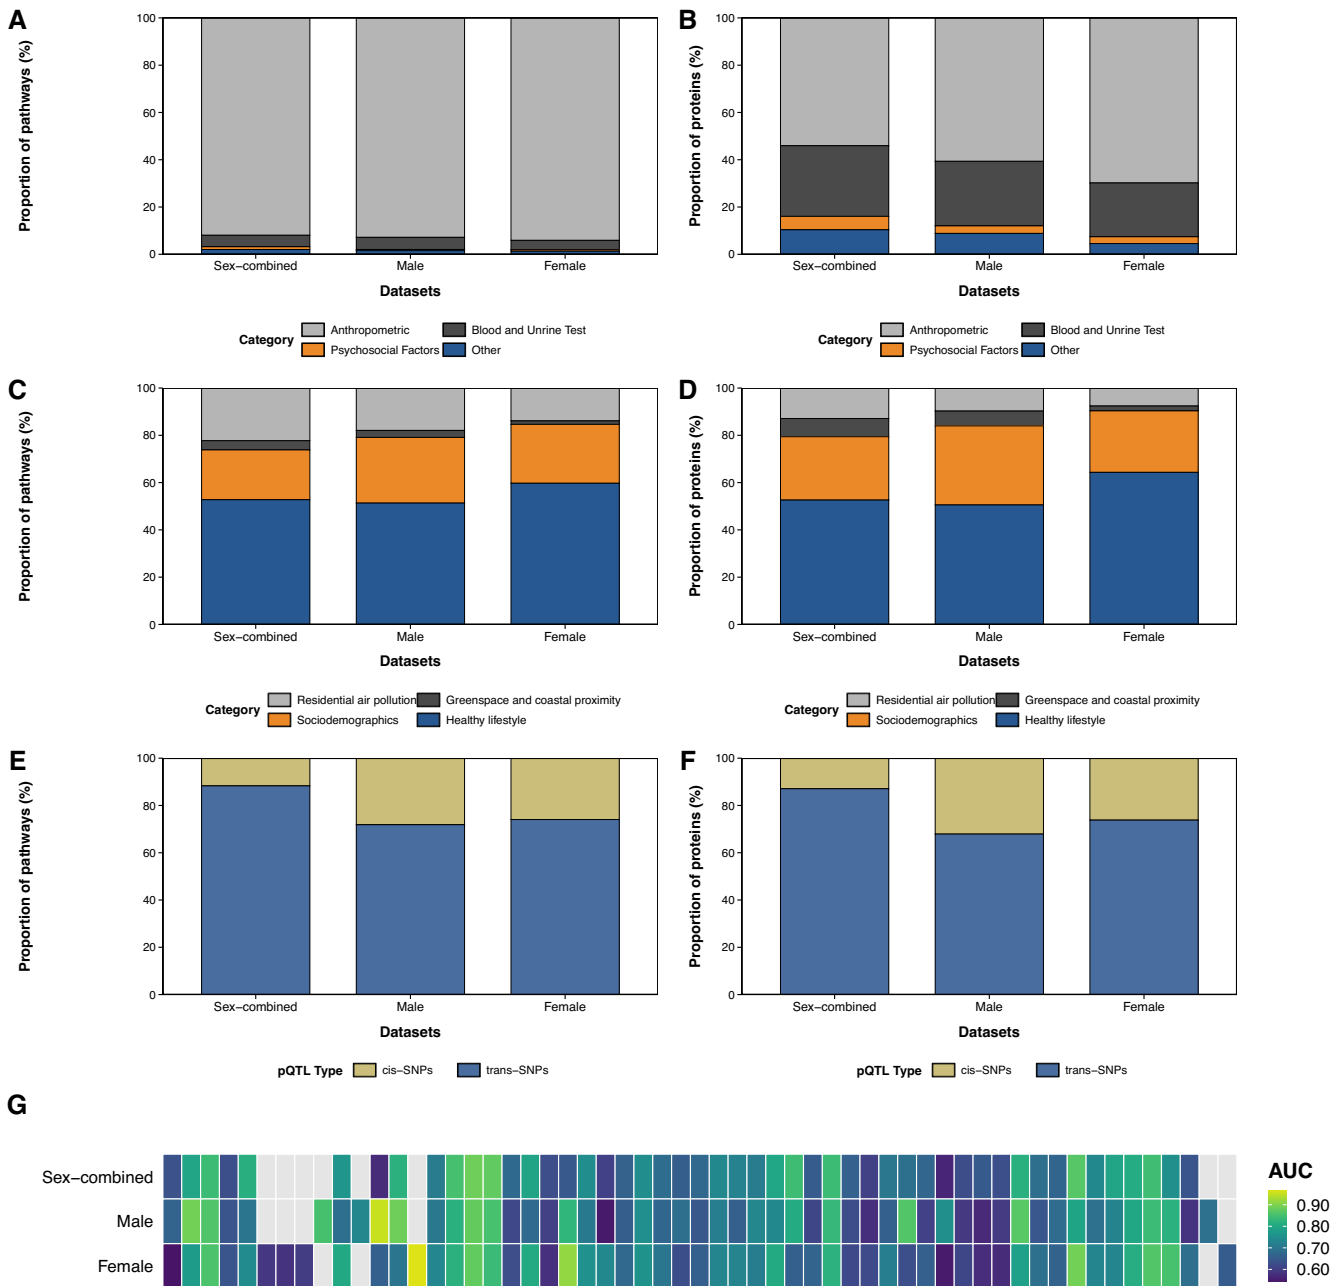 A
Proportion of pathways (%)
100
80
60
40
20
0
Sex−combined Male Female
Datasets
Category Anthropometric Blood and Unrine Test
Psychosocial Factors Other
B
Proportion of proteins (%)
100
80
60
40
20
0
Sex−combined Male Female
Datasets
Category Anthropometric Blood and Unrine Test
Psychosocial Factors Other
C
Proportion of pathways (%)
100
80
60
40
20
0
Sex−combined Male Female
Datasets
Category Residential air pollution Greenspace and coastal proximity
Sociodemographics Healthy lifestyle
D
Proportion of proteins (%)
100
80
60
40
20
0
Sex−combined Male Female
Datasets
Category Residential air pollution Greenspace and coastal proximity
Sociodemographics Healthy lifestyle
E
Proportion of pathways (%)
100
80
60
40
20
0
Sex−combined Male Female
Datasets
pQTL Type cis−SNPs trans−SNPs
F
Proportion of proteins (%)
100
80
60
40
20
0
Sex−combined Male Female
Datasets
pQTL Type cis−SNPs trans−SNPs
G
Sex−combined
Male
Female
AUC
0.90
0.80
0.70
0.60